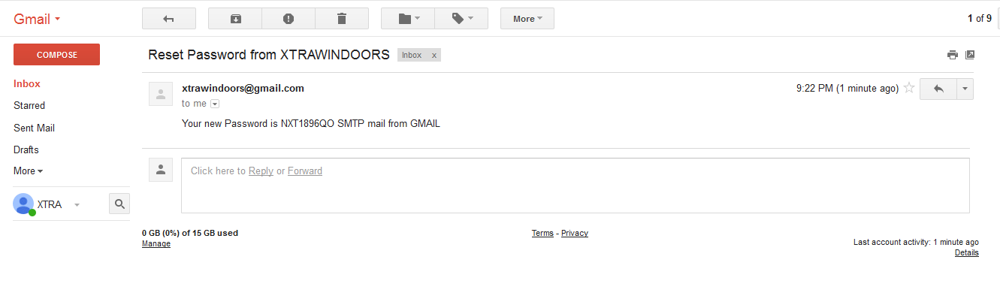 Gmail
More
1 of 9
COMPOSE
Reset Password from XTRAWINDOORS
Inbox x
Inbox
Starred
Sent Mail
Drafts
More
XTRA
xtrawindoors@gmail.com
9:22 PM (1 minute ago)
to me
Your new Password is NXT1896QO SMTP mail from GMAIL
Click here to Reply or Forward
0 GB (0%) of 15 GB used
Manage
Terms - Privacy
Last account activity: 1 minute ago
Details